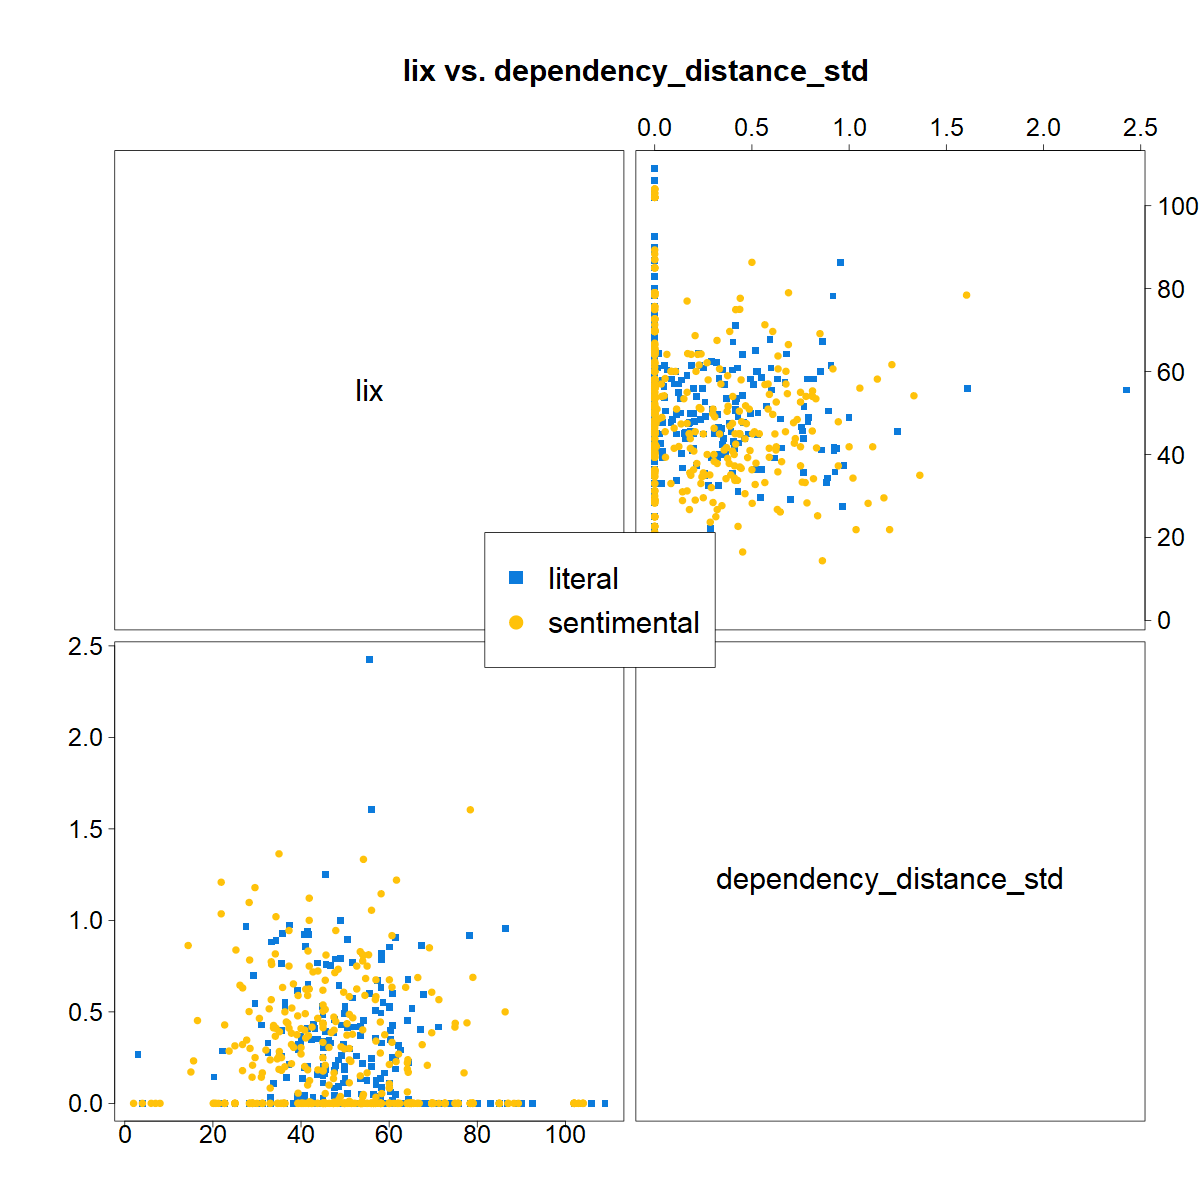 lix vs. dependency_distance_std
0.0 0.5 1.0 1.5 2.0 2.5
100
80
60
40
20
0
lix
literal
sentimental
2.5
2.0
1.5
1.0
0.5
0.0
dependency_distance_std
0 20 40 60 80 100